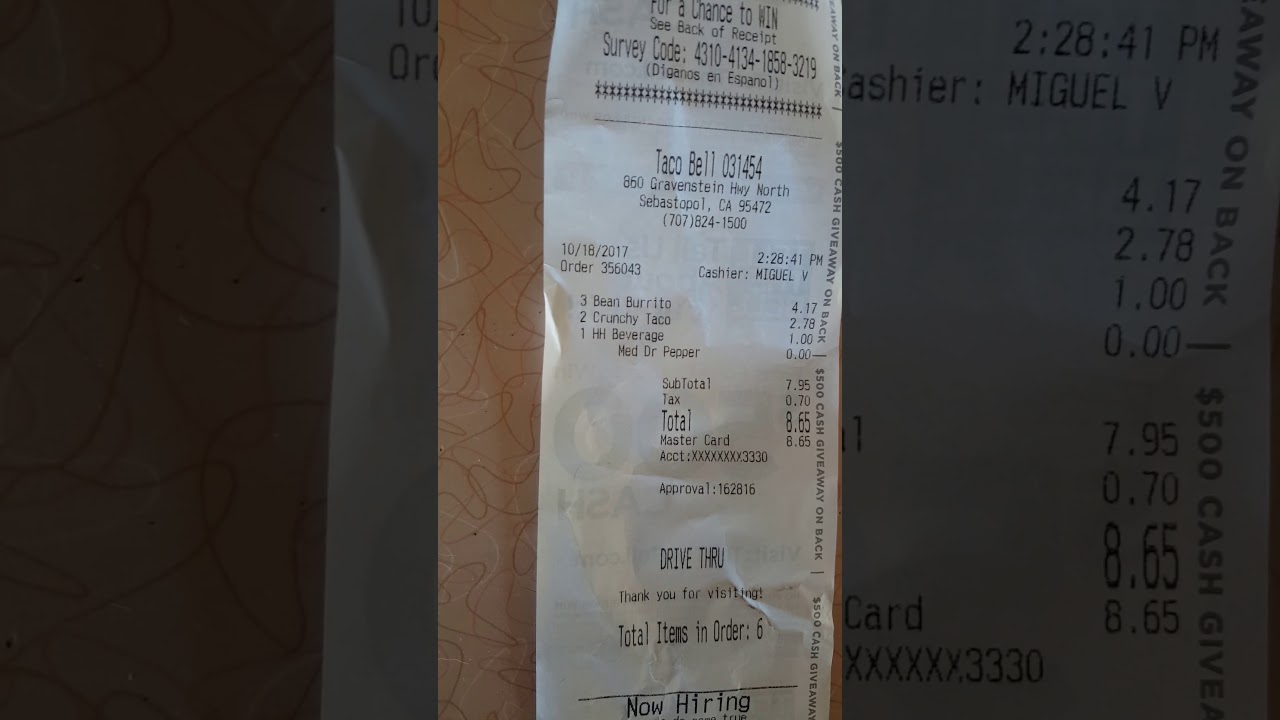 For a Chance to WIN
See Back of Receipt
Survey Code: 4310-4134-1858-3219
(Diganos en Espanol)
********************************
Taco Bell 031454
860 Gravenstein Hwy North
Sebastopol, CA 95472
(707)824-1500
10/18/2017 2:28:41 PM
Order 356043 Cashier: MIGUEL V
3 Bean Burrito 4.17
2 Crunchy Taco 2.78
1 HH Beverage 1.00
Med Dr Pepper 0.00
SubTotal 7.95
Tax 0.70
Total 8.65
Master Card 8.65
Acct:XXXXXXXX3330
Approval:162816
DRIVE THRU
Thank you for visiting!
Total Items in Order: 6
Now Hiring
EAWAY ON BACK |
$500 CASH GIVEAWAY ON BACK |
$500 CASH GIVEAWAY ON BACK |
$500 CASH GIVEAWAY
10
Ord
2:28:41 PM
ashier: MIGUEL V
4.17
2.78
1.00
0.00
7.95
0.70
8.65
Card 8.65
XXXXXX3330
EAWAY ON BACK |
$500 CASH GIVEA